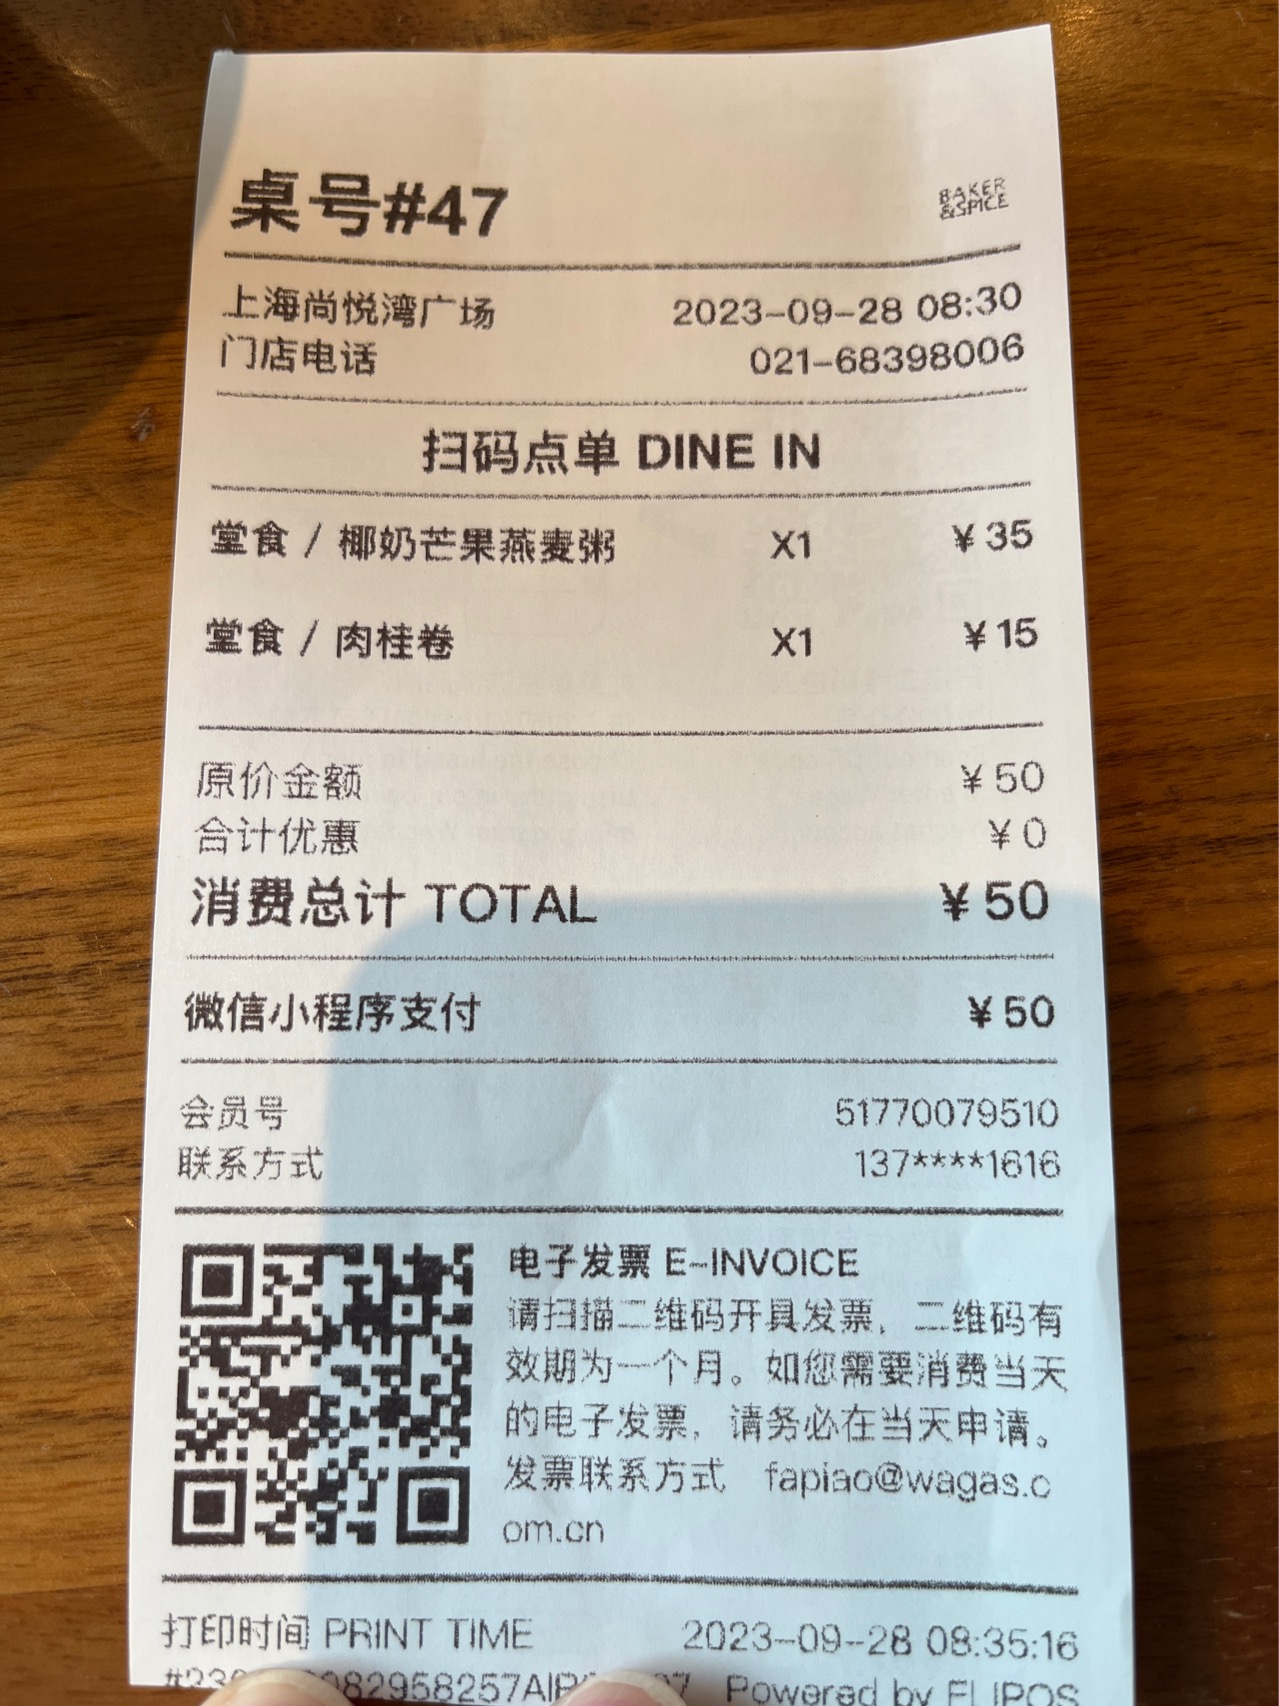 桌号#47
BAKER
&SPICE
上海尚悦湾广场 2023-09-28 08:30
门店电话 021-68398006
扫码点单 DINE IN
堂食 / 椰奶芒果燕麦粥 X1 ¥35
堂食 / 肉桂卷 X1 ¥15
原价金额 ¥50
合计优惠 ¥0
消费总计 TOTAL ¥50
微信小程序支付 ¥50
会员号 51770079510
联系方式 137****1616
电子发票 E-INVOICE
请扫描二维码开具发票，二维码有
效期为一个月。如您需要消费当天
的电子发票，请务必在当天申请。
发票联系方式 fapiao@wagas.c
om.cn
打印时间 PRINT TIME 2023-09-28 08:35:16
Powered by FLIPOS